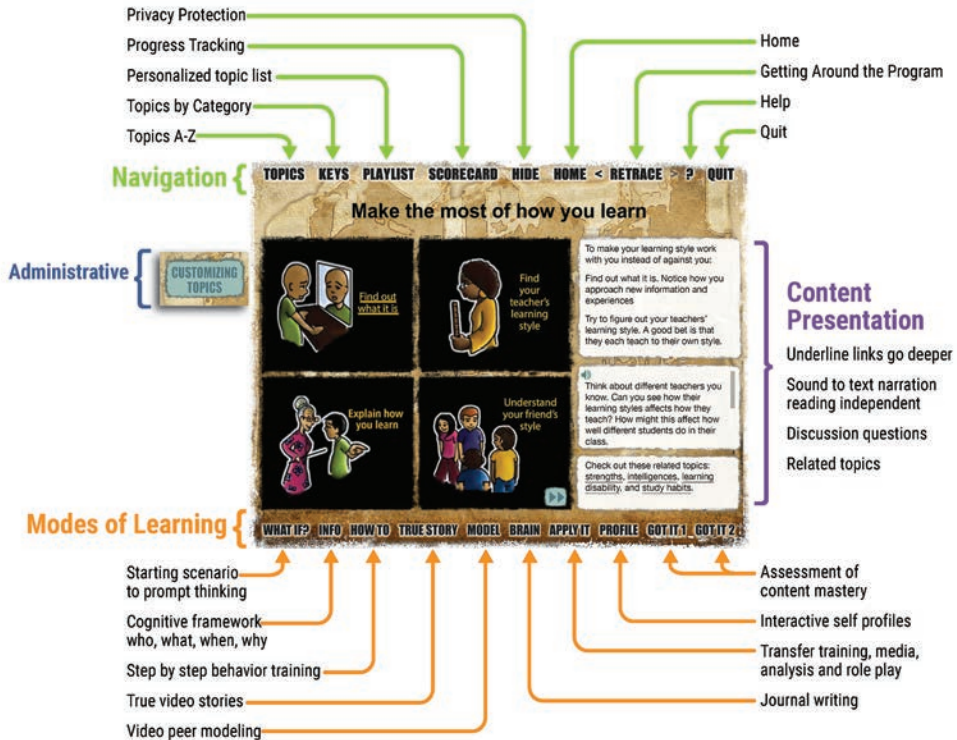 Privacy Protection
Progress Tracking
Personalized topic list
Topics by Category
Topics A-Z
Home
Getting Around the Program
Help
Quit
Navigation {
TOPICS KEYS PLAYLIST SCORECARD HIDE HOME < RETRACE > ? QUIT
Make the most of how you learn
Administrative
CUSTOMIZING
TOPICS
Find out
what it is
Find
your
teacher's
learning
style
Explain how
you learn
Understand
your friend's
style
To make your learning style work
with you instead of against you:
Find out what it is. Notice how you
approach new information and
experiences
Try to figure out your teachers'
learning style. A good bet is that
they each teach to their own style.
Think about different teachers you
know. Can you see how their
learning styles affects how they
teach? How might this affect how
well different students do in their
class.
Check out these related topics:
strengths, intelligences, learning
disability, and study habits.
Content
Presentation
Underline links go deeper
Sound to text narration
reading independent
Discussion questions
Related topics
Modes of Learning {
WHAT IF? INFO HOW TO TRUE STORY MODEL BRAIN APPLY IT PROFILE GOT IT 1 GOT IT 2
Starting scenario
to prompt thinking
Cognitive framework
who, what, when, why
Step by step behavior training
True video stories
Video peer modeling
Assessment of
content mastery
Interactive self profiles
Transfer training, media,
analysis and role play
Journal writing